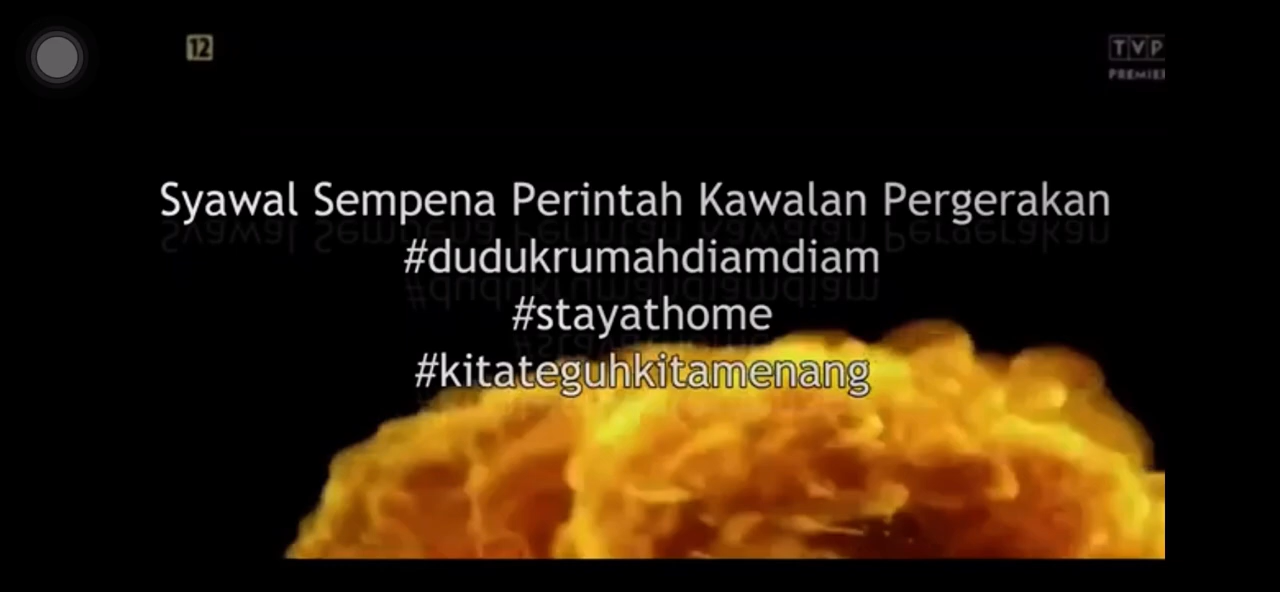 12
TVP
Syawal Sempena Perintah Kawalan Pergerakan
#dudukrumahdiamdiam
#stayathome
#kitateguhkitamenang